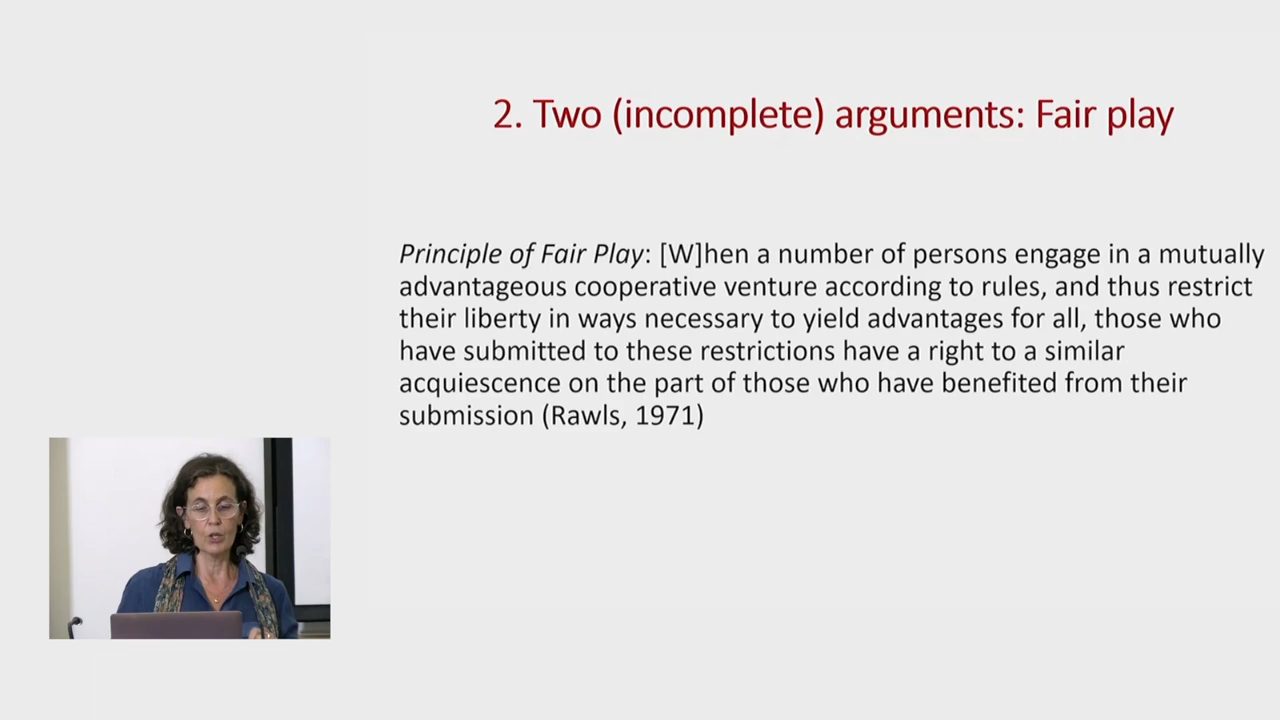 2. Two (incomplete) arguments: Fair play
Principle of Fair Play: [W]hen a number of persons engage in a mutually
advantageous cooperative venture according to rules, and thus restrict
their liberty in ways necessary to yield advantages for all, those who
have submitted to these restrictions have a right to a similar
acquiescence on the part of those who have benefited from their
submission (Rawls, 1971)